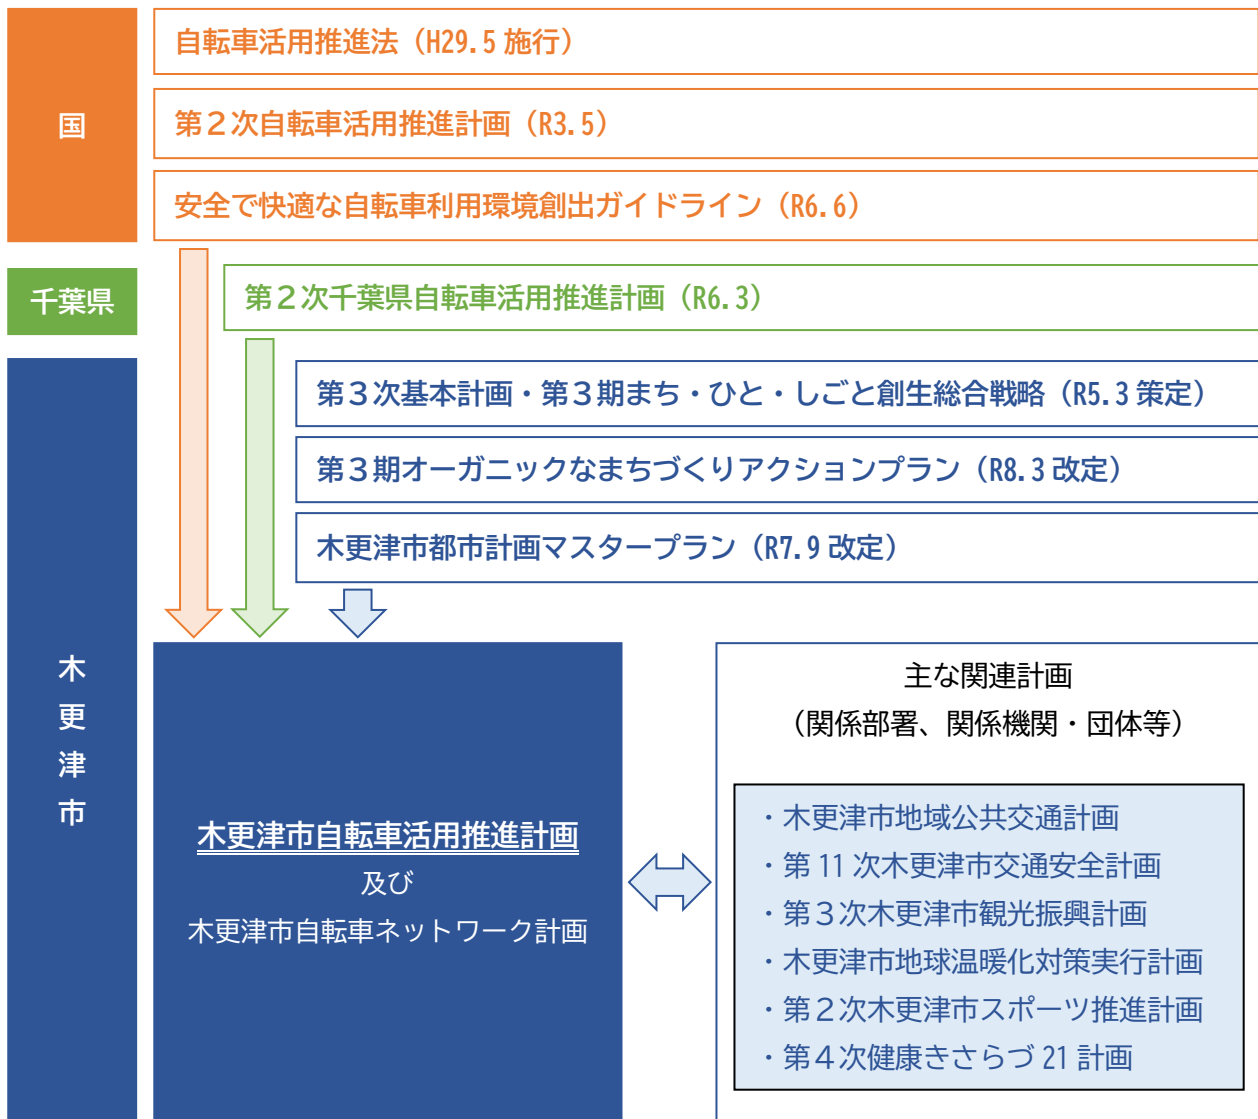 国
自転車活用推進法（H29.5 施行）
第２次自転車活用推進計画（R3.5）
安全で快適な自転車利用環境創出ガイドライン（R6.6）
千葉県
第２次千葉県自転車活用推進計画（R6.3）
木更津市
第３次基本計画・第３期まち・ひと・しごと創生総合戦略（R5.3 策定）
第３期オーガニックなまちづくりアクションプラン（R8.3 改定）
木更津市都市計画マスタープラン（R7.9 改定）
木更津市自転車活用推進計画
及び
木更津市自転車ネットワーク計画
主な関連計画
（関係部署、関係機関・団体等）
・木更津市地域公共交通計画
・第 11 次木更津市交通安全計画
・第３次木更津市観光振興計画
・木更津市地球温暖化対策実行計画
・第２次木更津市スポーツ推進計画
・第４次健康きさらづ 21 計画